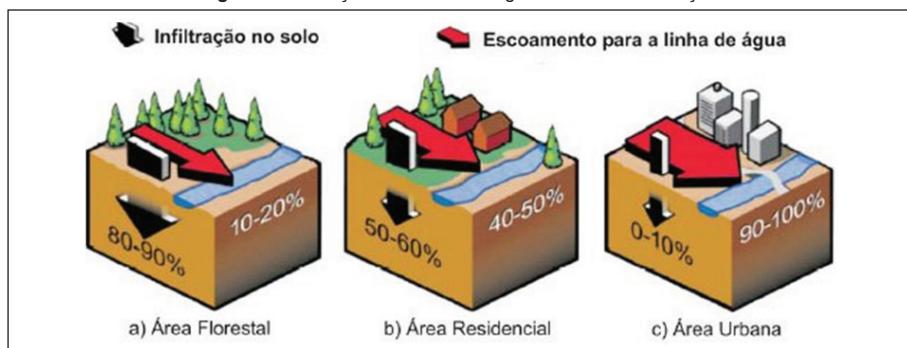 Infiltração no solo
Escoamento para a linha de água
80-90%
10-20%
50-60%
40-50%
0-10%
90-100%
a) Área Florestal
b) Área Residencial
c) Área Urbana